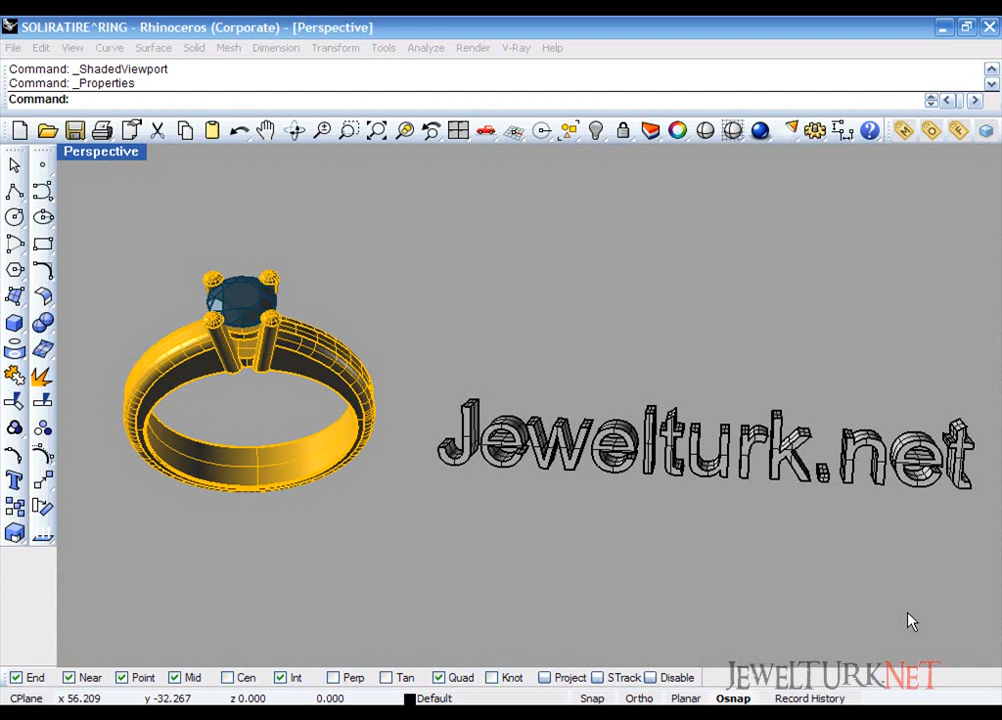 SOLIRATIRE^RING - Rhinoceros (Corporate) - [Perspective]
File Edit View Curve Surface Solid Mesh Dimension Transform Tools Analyze Render V-Ray Help
Command: _ShadedViewport
Command: _Properties
Command:
M O F
Perspective
Jewelturk.net
T
End Near Point Mid Cen Int Perp Tan Quad Knot Project STrack Disable
JEWELTURK.NET
CPlane x 56.209 y -32.267 z 0.000 0.000 Default Snap Ortho Planar Osnap Record History